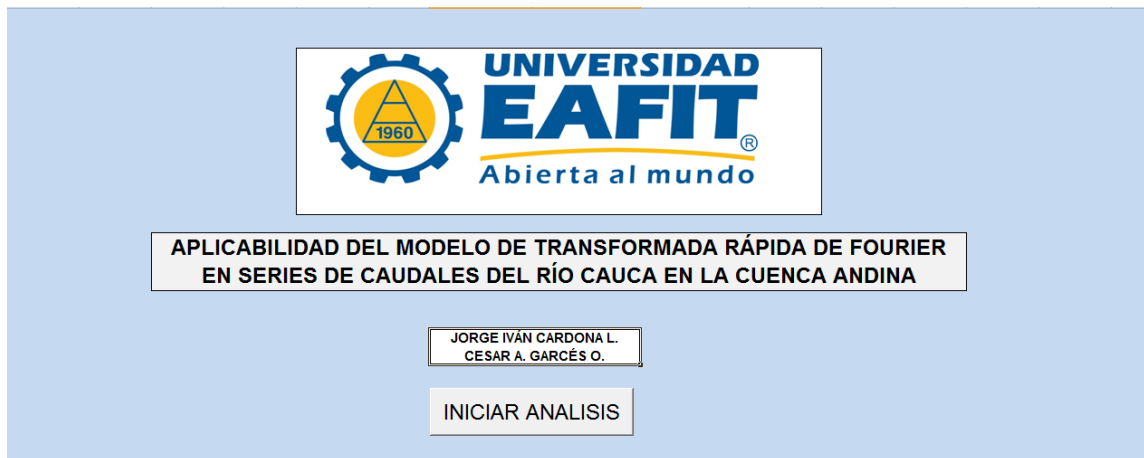 UNIVERSIDAD
EAFIT®
1960
Abierta al mundo
APLICABILIDAD DEL MODELO DE TRANSFORMADA RÁPIDA DE FOURIER
EN SERIES DE CAUDALES DEL RÍO CAUCA EN LA CUENCA ANDINA
JORGE IVÁN CARDONA L.
CESAR A. GARCÉS O.
INICIAR ANALISIS